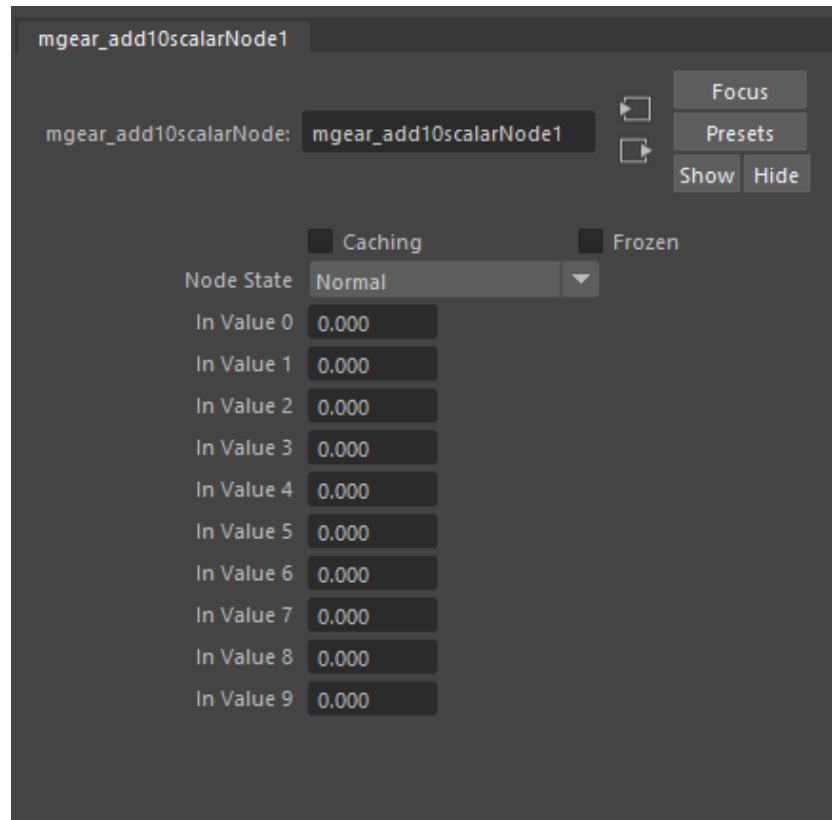 mgear_add10scalarNode1
Focus
mgear_add10scalarNode: mgear_add10scalarNode1
Presets
Show Hide
Caching Frozen
Node State Normal
In Value 0 0.000
In Value 1 0.000
In Value 2 0.000
In Value 3 0.000
In Value 4 0.000
In Value 5 0.000
In Value 6 0.000
In Value 7 0.000
In Value 8 0.000
In Value 9 0.000